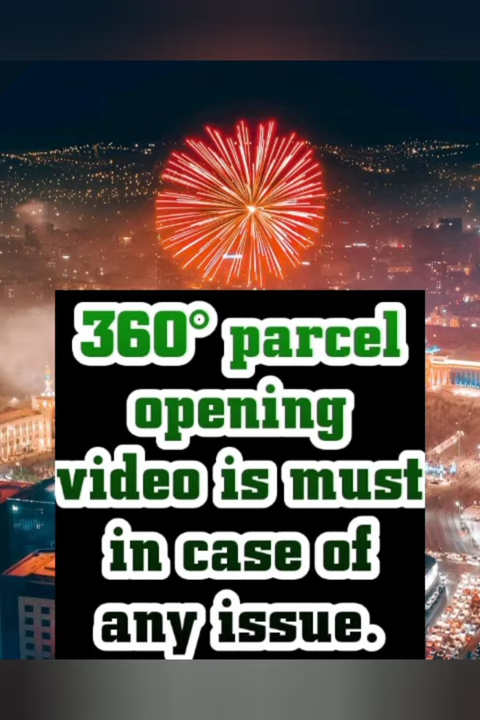 360° parcel
opening
video is must
in case of
any issue.